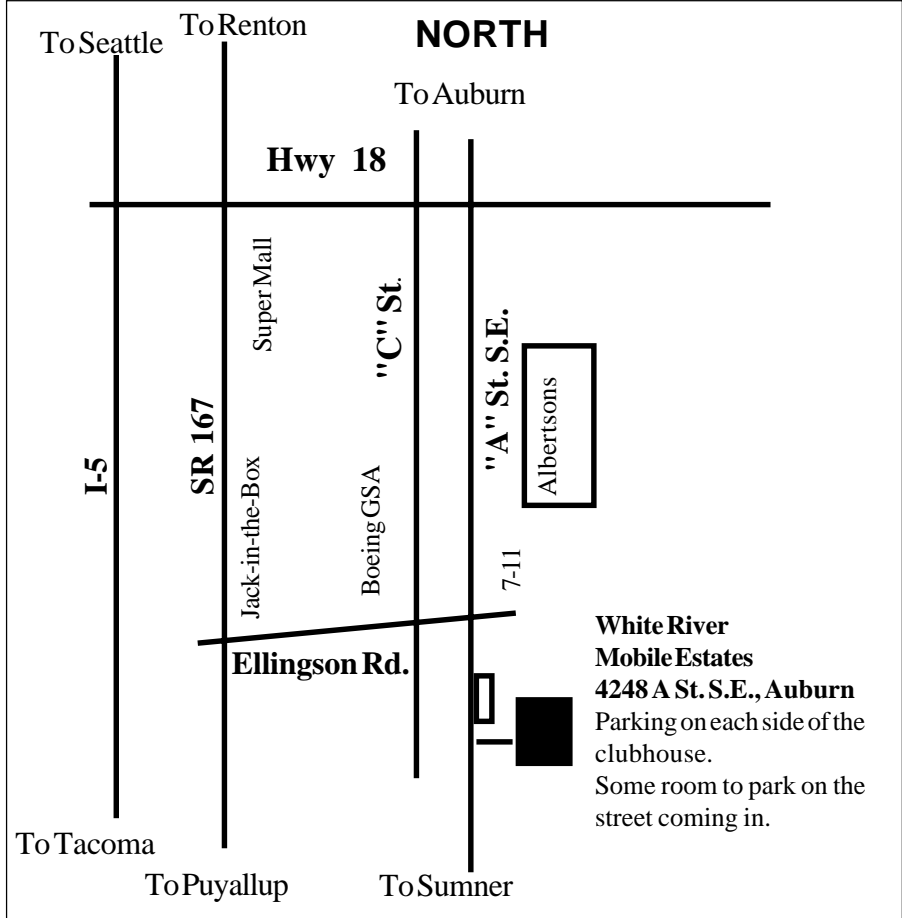 To Seattle
To Renton
NORTH
To Auburn
Hwy 18
Super Mall
"C" St.
"A" St. S.E.
Albertsons
SR 167
I-5
Jack-in-the-Box
Boeing GSA
7-11
Ellingson Rd.
White River
Mobile Estates
4248 A St. S.E., Auburn
Parking on each side of the
clubhouse.
Some room to park on the
street coming in.
To Tacoma
To Puyallup
To Sumner